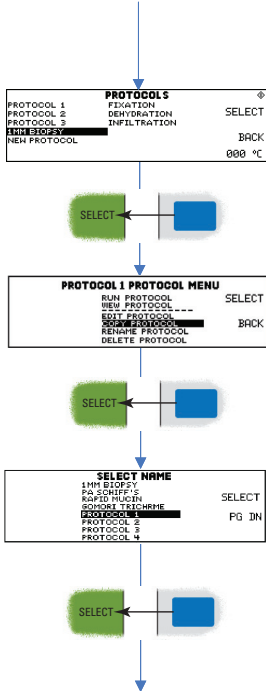 PROTOCOLS
PROTOCOL 1 FIXATION
PROTOCOL 2 DEHYDRATION SELECT
PROTOCOL 3 INFILTRATION
1MM BIOPSY
NEW PROTOCOL BACK
000 °C
SELECT
PROTOCOL 1 PROTOCOL MENU
RUN PROTOCOL SELECT
VIEW PROTOCOL
EDIT PROTOCOL
COPY PROTOCOL BACK
RENAME PROTOCOL
DELETE PROTOCOL
SELECT
SELECT NAME
1MM BIOPSY
PA SCHIFF'S
RAPID MUCIN SELECT
GOMORI TRICHRME
PROTOCOL 1
PROTOCOL 2 PG DN
PROTOCOL 3
PROTOCOL 4
SELECT